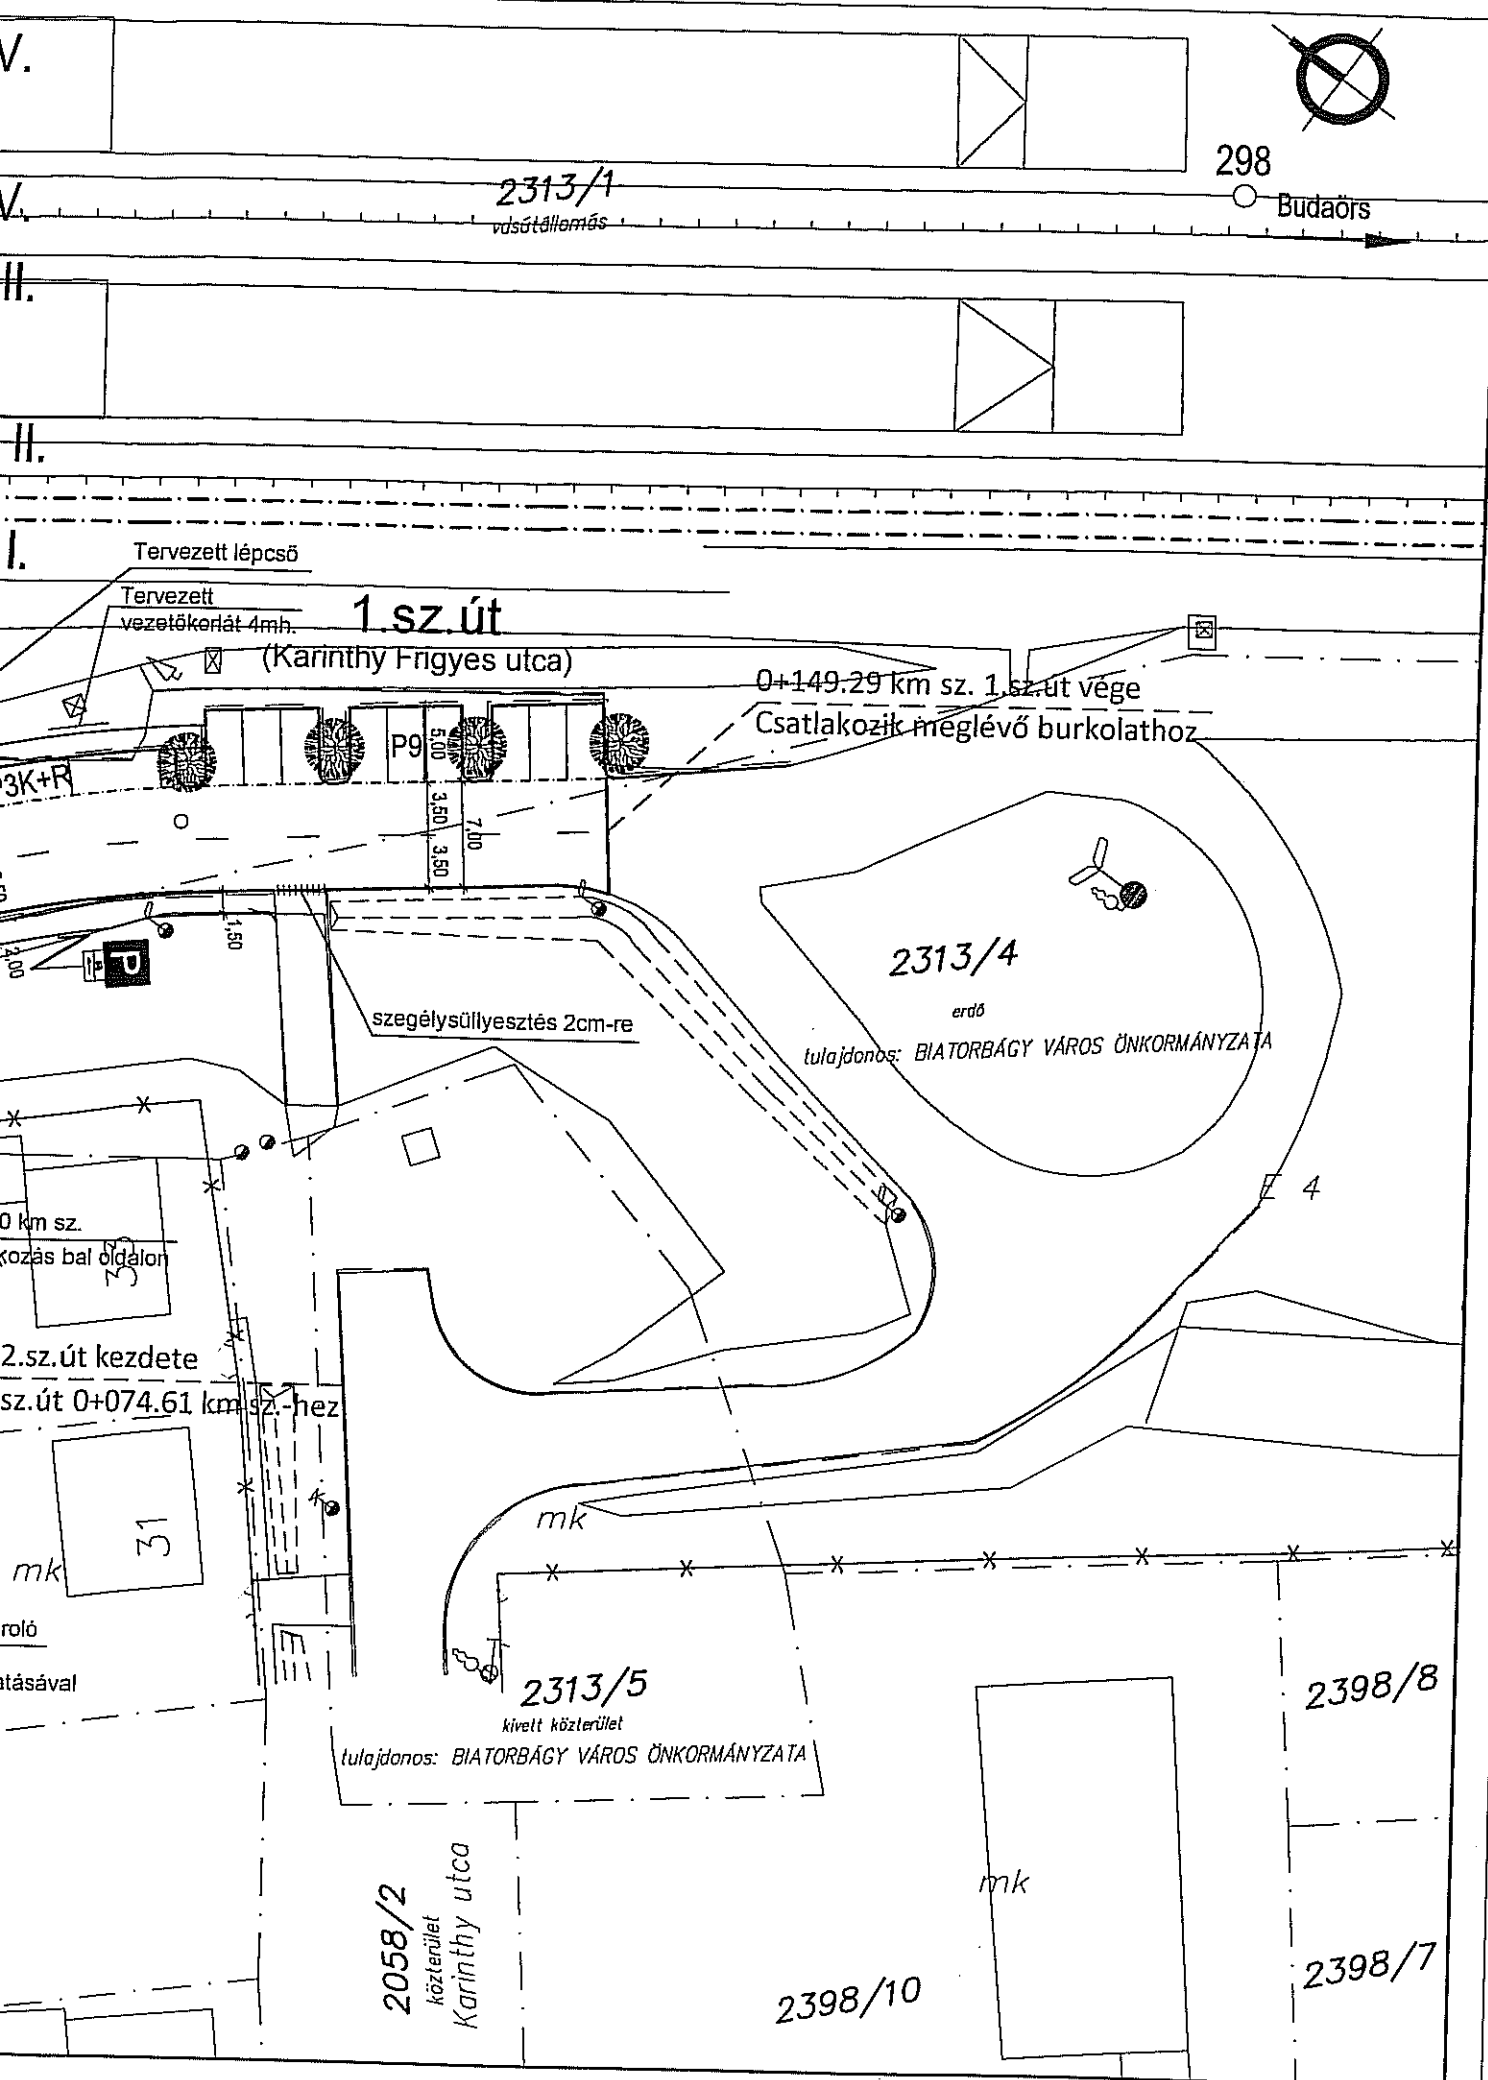 V.
298
2313/1
vasútállomás
V.
Budaörs
II.
II.
I.
Tervezett lépcső
Tervezett
vezetőkorlát 4mh.
1.sz.út
(Karinthy Frigyes utca)
0+149.29 km sz. 1.sz.út vége
Csatlakozik meglévő burkolathoz
P9
5,00
3K+R
3,50
7,00
3,50
1,50
2,00
P
2313/4
erdő
tulajdonos: BIATORBÁGY VÁROS ÖNKORMÁNYZATA
szegélysüllyesztés 2cm-re
E 4
0 km sz.
kozás bal oldalon
33
2.sz.út kezdete
sz.út 0+074.61 km sz.-hez
31
mk
mk
roló
atásával
2313/5
kivett közterület
tulajdonos: BIATORBÁGY VÁROS ÖNKORMÁNYZATA
2398/8
2058/2
közterület
Karinthy utca
mk
2398/10
2398/7